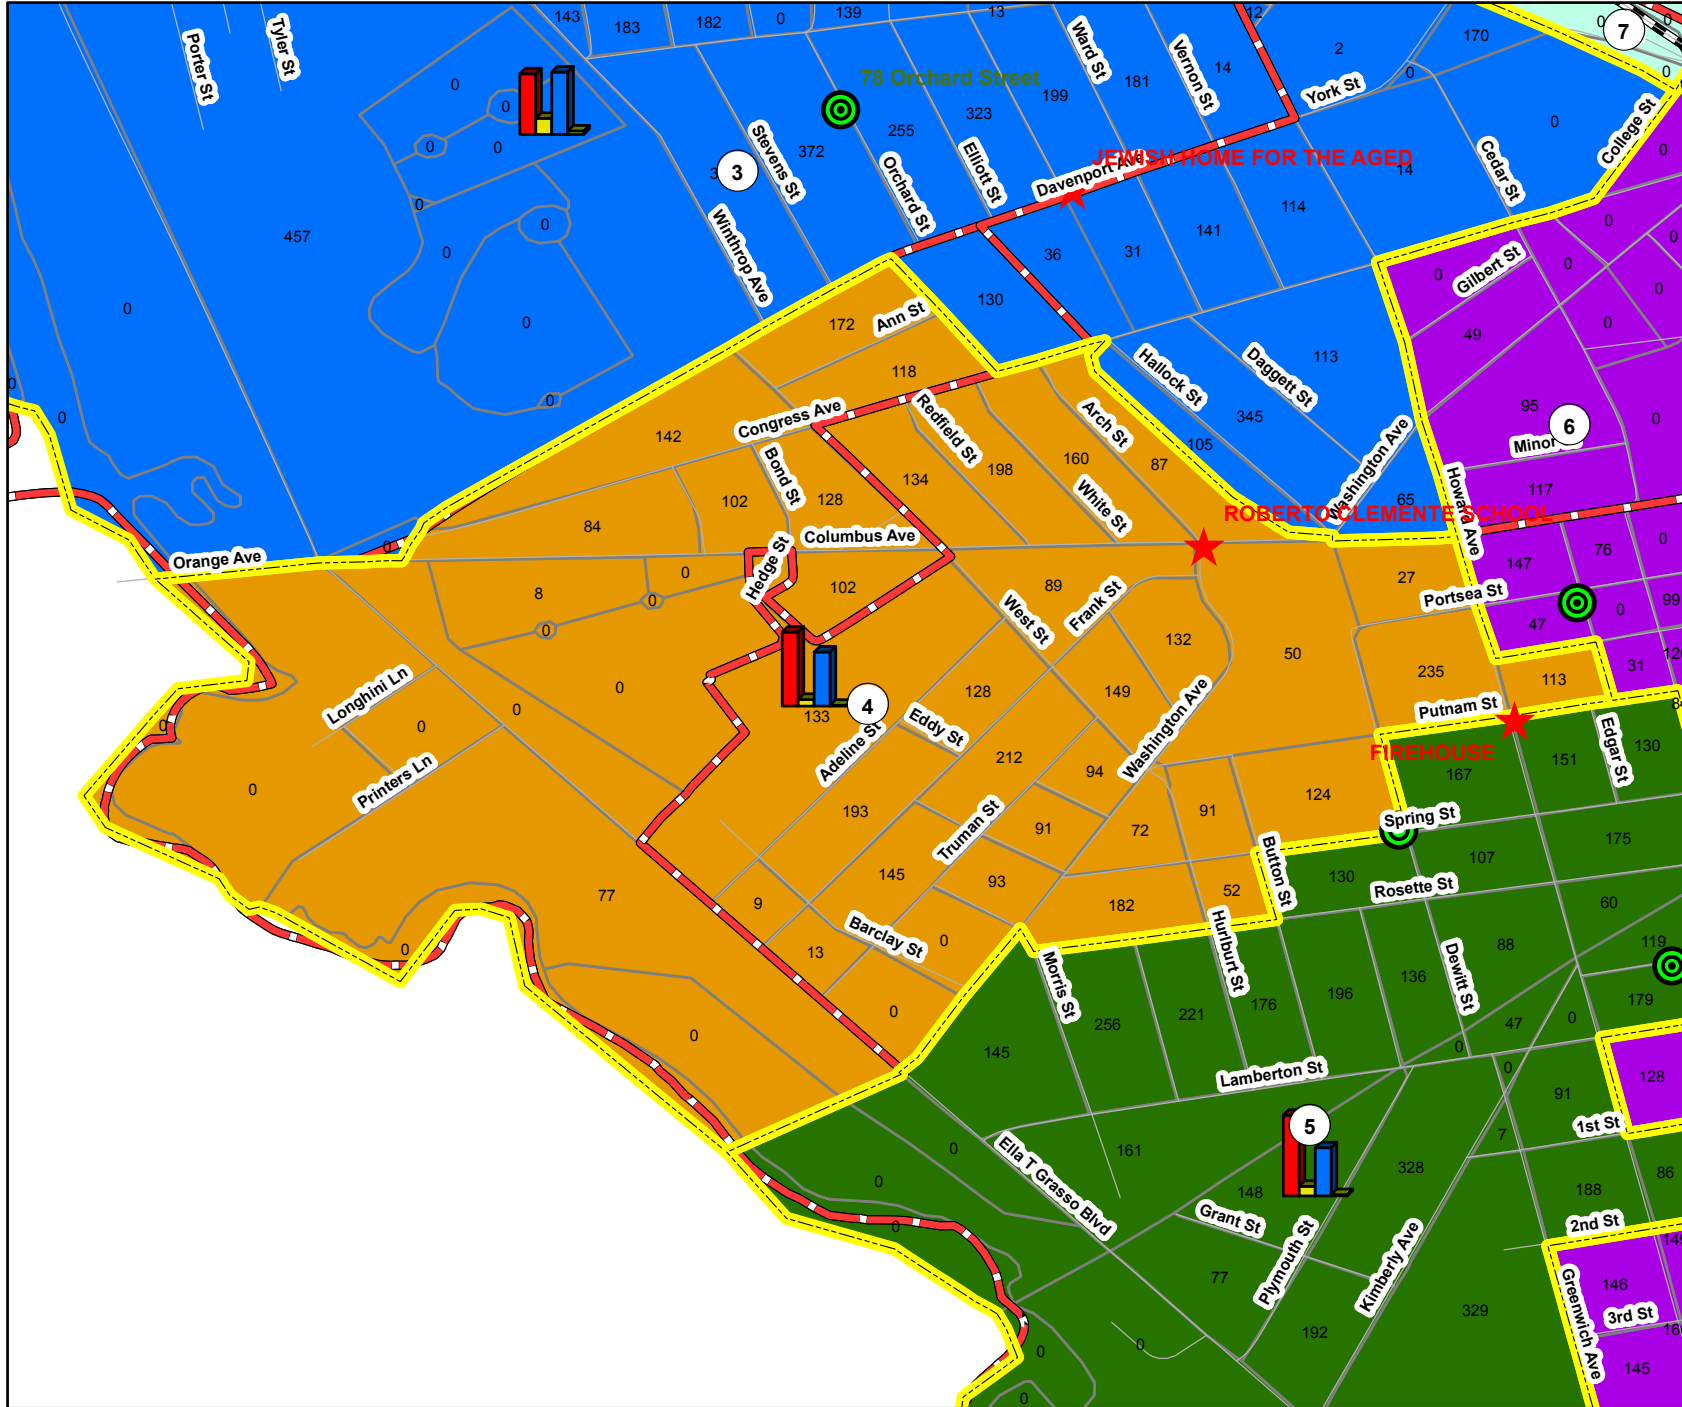 143
183
182
0
139
13
12
2
170
0
7
0
Porter St
Tyler St
0
0
0
0
0
0
0
0
0
457
0
0
0
0
0
78 Orchard Street
3
Stevens St
372
255
Orchard St
323
Elliott St
199
Ward St
181
Vernon St
14
York St
0
0
College St
0
Cedar St
14
JEWISH HOME FOR THE AGED
Davenport Ave
Winthrop Ave
36
31
141
114
130
172
Ann St
118
Congress Ave
142
Redfield St
Arch St
Hallock St
Daggett St
113
345
105
Washington Ave
65
0
Gilbert St
0
0
0
0
0
49
95
6
0
Minor
Howard Ave
117
ROBERTO CLEMENTE SCHOOL
Bond St
102
128
134
198
160
87
White St
84
Columbus Ave
Orange Ave
8
0
0
0
Hedge St
102
89
West St
Frank St
132
50
27
Portsea St
147
76
0
47
0
99
31
235
113
Putnam St
FIREHOUSE
167
151
Edgar St
130
Longhini Ln
0
0
0
0
0
Printers Ln
133
4
128
149
Eddy St
Adeline St
212
94
Washington Ave
193
Truman St
91
72
91
124
Spring St
Button St
130
107
175
Rosette St
145
93
182
52
9
77
13
Barclay St
0
0
0
0
Morris St
Hurlburt St
256
221
176
196
136
Dewitt St
88
60
119
179
47
0
0
0
145
Lamberton St
91
128
1st St
7
5
161
0
0
0
Ella T Grasso Blvd
148
328
188
86
Grant St
2nd St
77
Plymouth St
Kimberly Ave
192
329
Greenwich Ave
146
3rd St
145
0
0
0